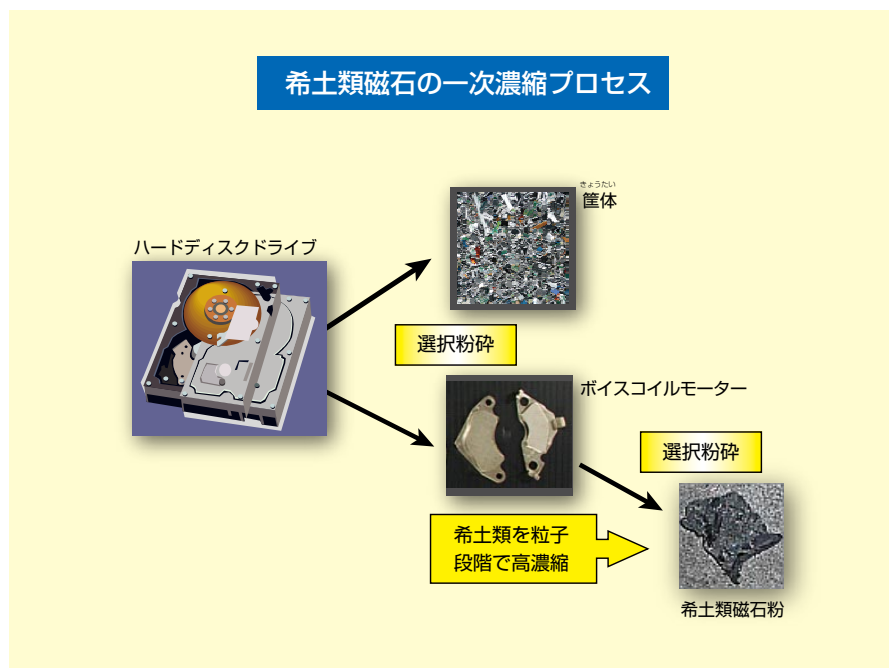 希土類磁石の一次濃縮プロセス
きょうたい
筐体
ハードディスクドライブ
選択粉砕
ボイスコイルモーター
選択粉砕
希土類を粒子
段階で高濃縮
希土類磁石粉